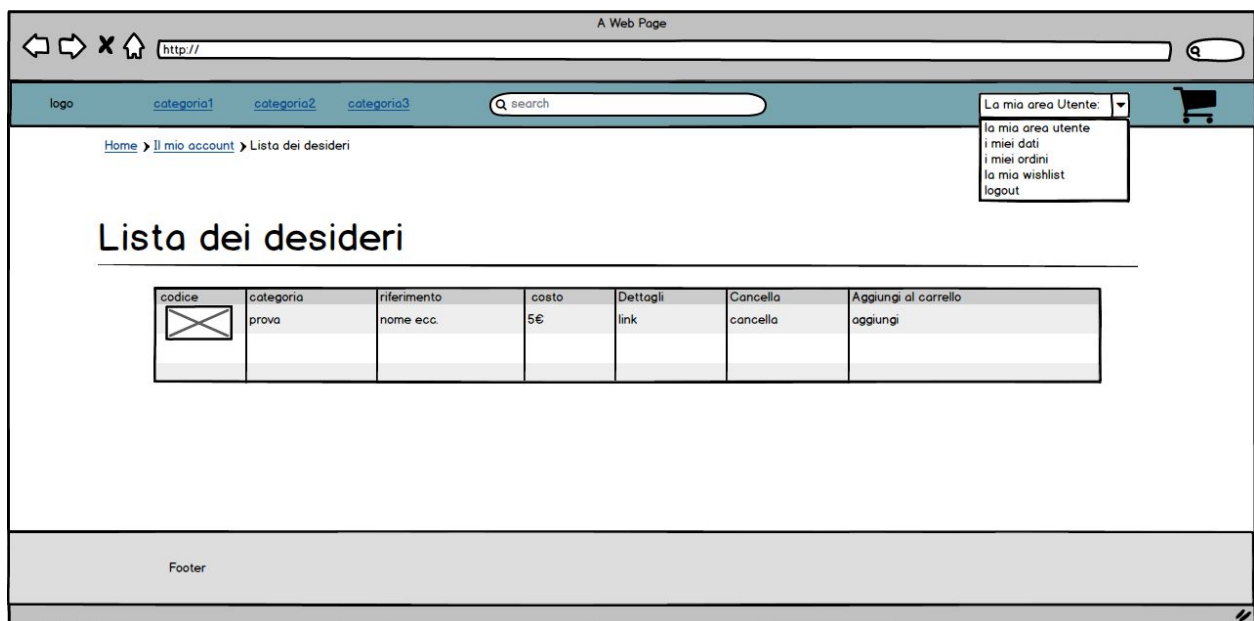 A Web Page
http://
logo categoria1 categoria2 categoria3 search La mia area Utente:
la mia area utente
i miei dati
i miei ordini
la mia wishlist
logout
Home Il mio account Lista dei desideri
Lista dei desideri
codice categoria riferimento costo Dettagli Cancella Aggiungi al carrello
prova nome ecc. 5€ link cancella aggiungi
Footer